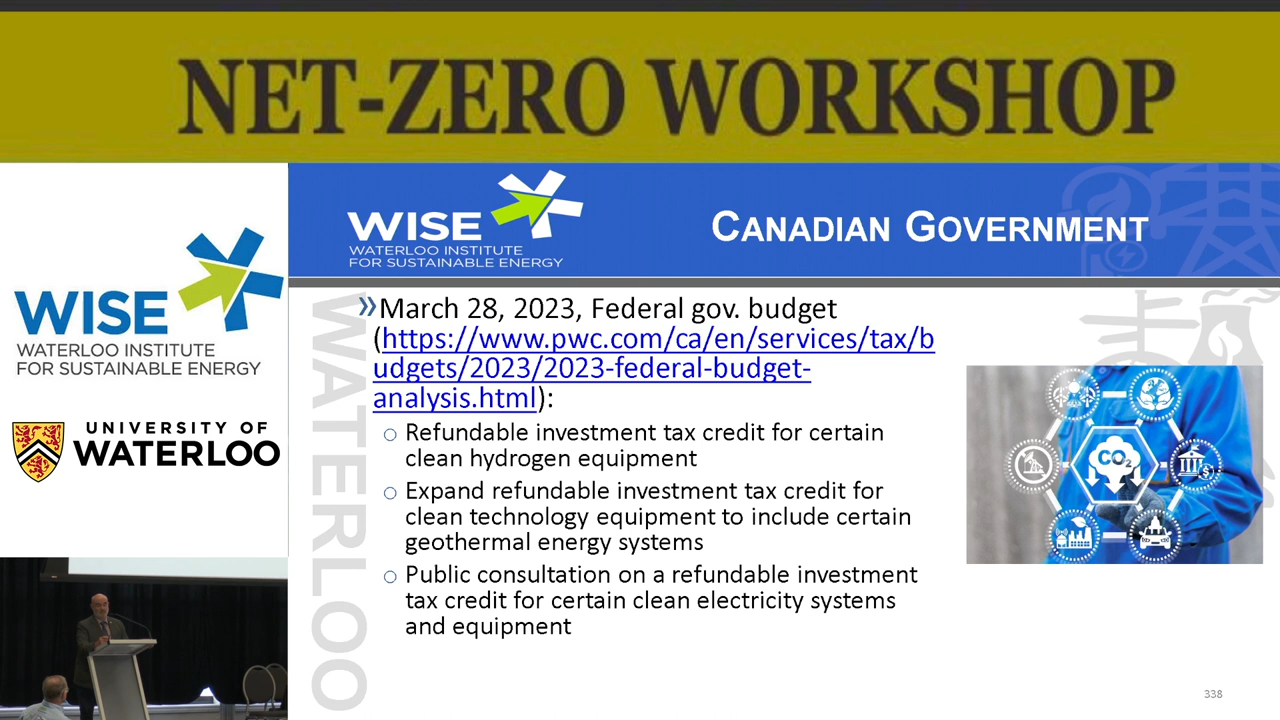 NET-ZERO WORKSHOP
WISE
WATERLOO INSTITUTE
FOR SUSTAINABLE ENERGY
UNIVERSITY OF
WATERLOO
WISE
WATERLOO INSTITUTE
FOR SUSTAINABLE ENERGY
CANADIAN GOVERNMENT
WATERLOO
»March 28, 2023, Federal gov. budget
(https://www.pwc.com/ca/en/services/tax/b
udgets/2023/2023-federal-budget-
analysis.html):
○ Refundable investment tax credit for certain
clean hydrogen equipment
○ Expand refundable investment tax credit for
clean technology equipment to include certain
geothermal energy systems
○ Public consultation on a refundable investment
tax credit for certain clean electricity systems
and equipment
CO2
338